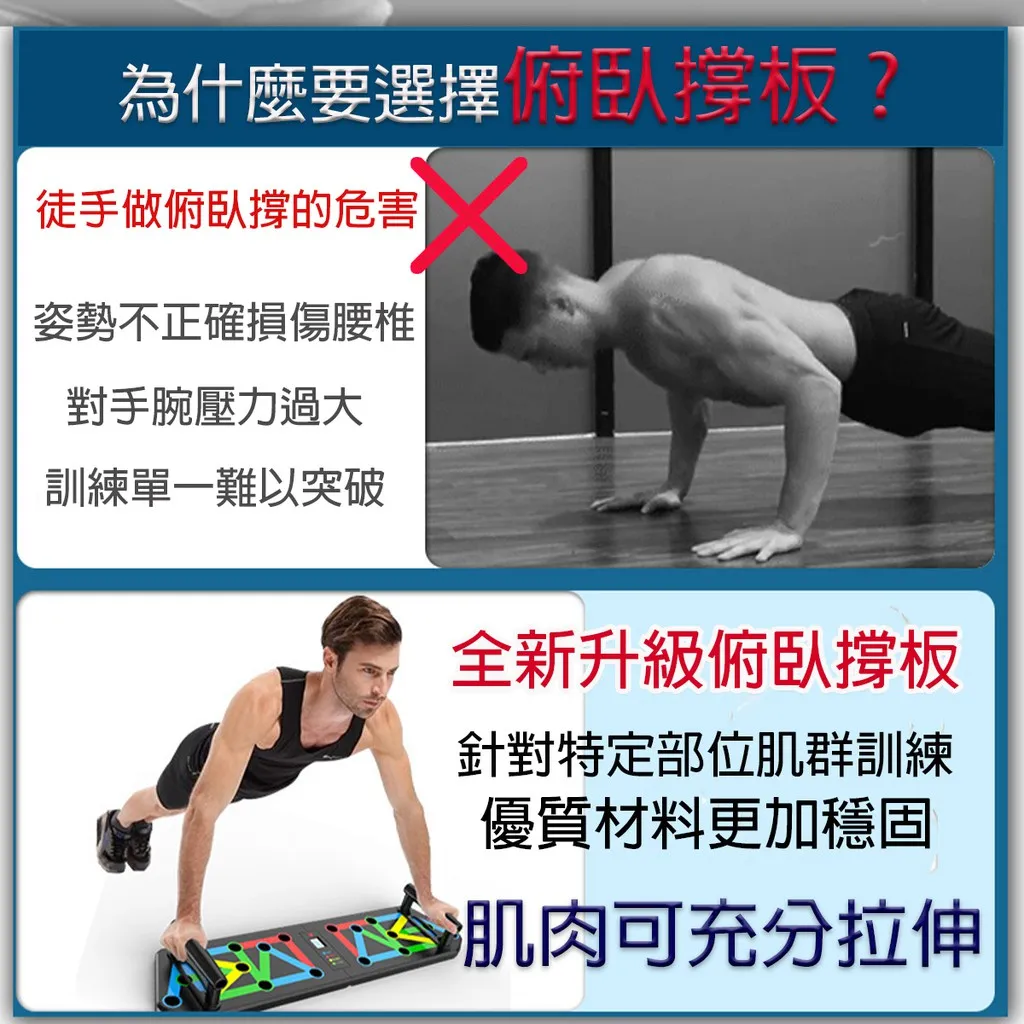 為什麼要選擇俯臥撐板？
徒手做俯臥撐的危害
姿勢不正確損傷腰椎
對手腕壓力過大
訓練單一難以突破
全新升級俯臥撐板
針對特定部位肌群訓練
優質材料更加穩固
肌肉可充分拉伸